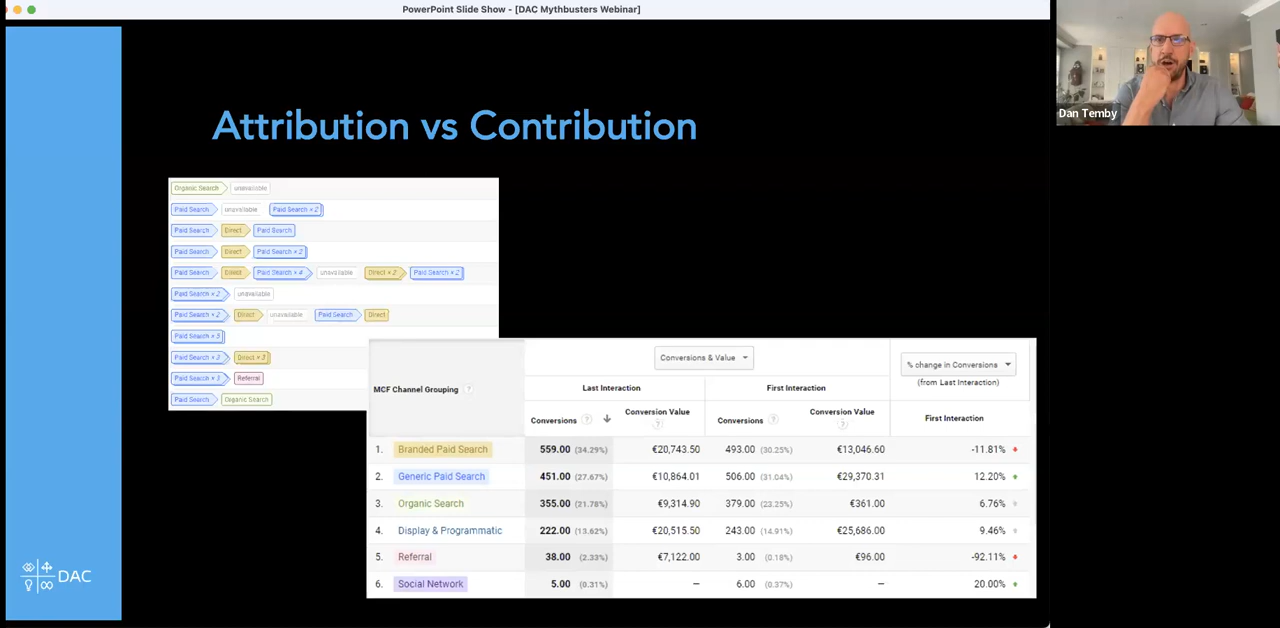 PowerPoint Slide Show - [DAC Mythbusters Webinar]
Dan Temby
Attribution vs Contribution
Organic Search unavailable
Paid Search unavailable Paid Search × 2
Paid Search Direct Paid Search
Paid Search Direct Paid Search × 2
Paid Search Direct Paid Search × 4 unavailable Direct × 2 Paid Search × 2
Paid Search × 2 unavailable
Paid Search × 2 Direct unavailable Paid Search Direct
Paid Search × 3
Paid Search × 3 Direct × 3
Paid Search × 3 Referral
Paid Search Organic Search
Conversions & Value
% change in Conversions
(from Last Interaction)
MCF Channel Grouping ?
Last Interaction First Interaction
Conversions ? Conversion Value ? Conversions ? Conversion Value ? First Interaction
1. Branded Paid Search 559.00 (34.29%) €20,743.50 493.00 (30.25%) €13,046.60 -11.81%
2. Generic Paid Search 451.00 (27.67%) €10,864.01 506.00 (31.04%) €29,370.31 12.20%
3. Organic Search 355.00 (21.78%) €9,314.90 379.00 (23.25%) €361.00 6.76%
4. Display & Programmatic 222.00 (13.62%) €20,515.50 243.00 (14.91%) €25,686.00 9.46%
5. Referral 38.00 (2.33%) €7,122.00 3.00 (0.18%) €96.00 -92.11%
6. Social Network 5.00 (0.31%) – 6.00 (0.37%) – 20.00%
DAC